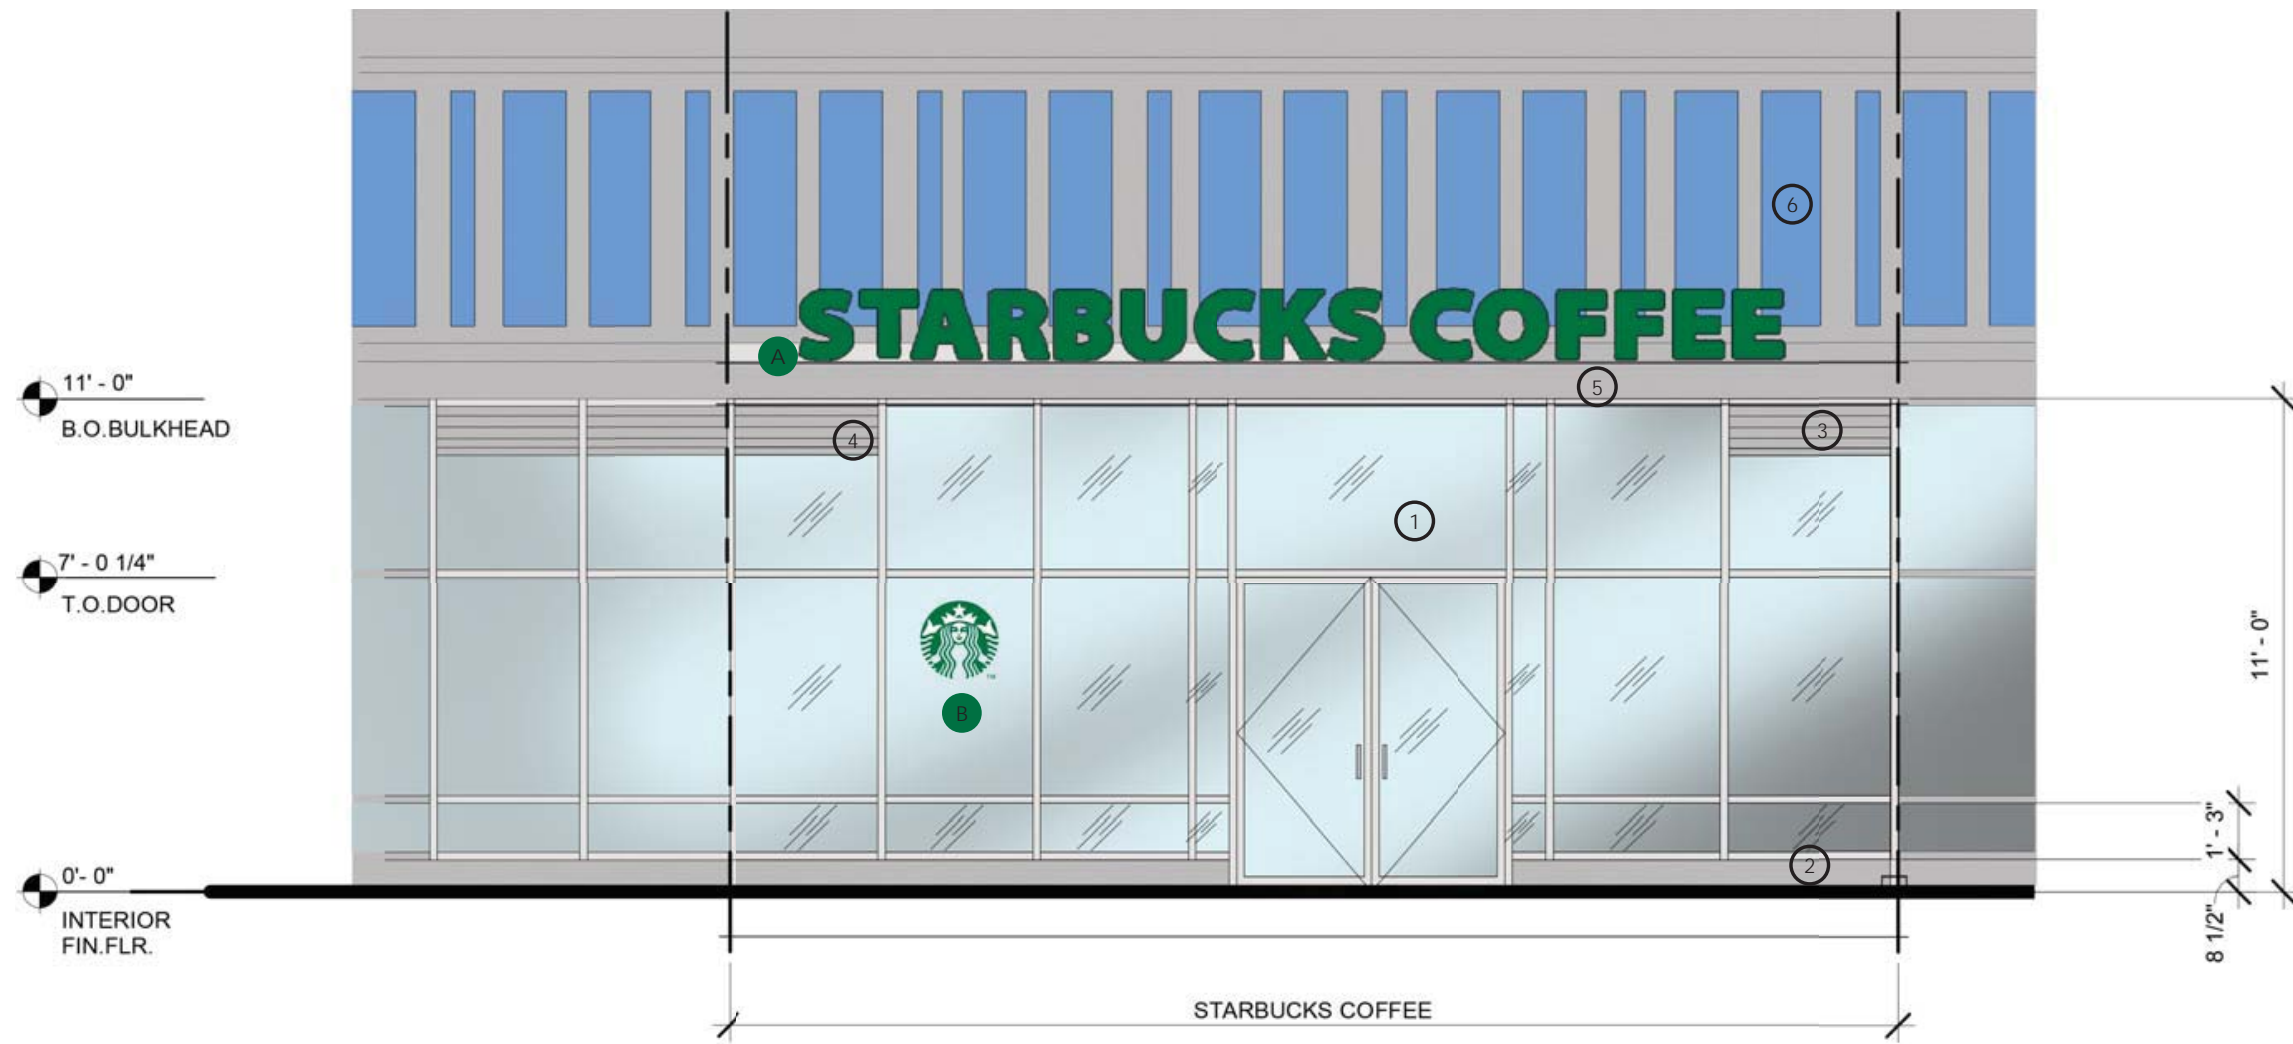 6
STARBUCKS COFFEE
A
5
11' - 0"
B.O.BULKHEAD
4
3
1
7' - 0 1/4"
T.O.DOOR
TM
B
11' - 0"
1' - 3"
2
0'- 0"
INTERIOR
FIN.FLR.
8 1/2"
STARBUCKS COFFEE